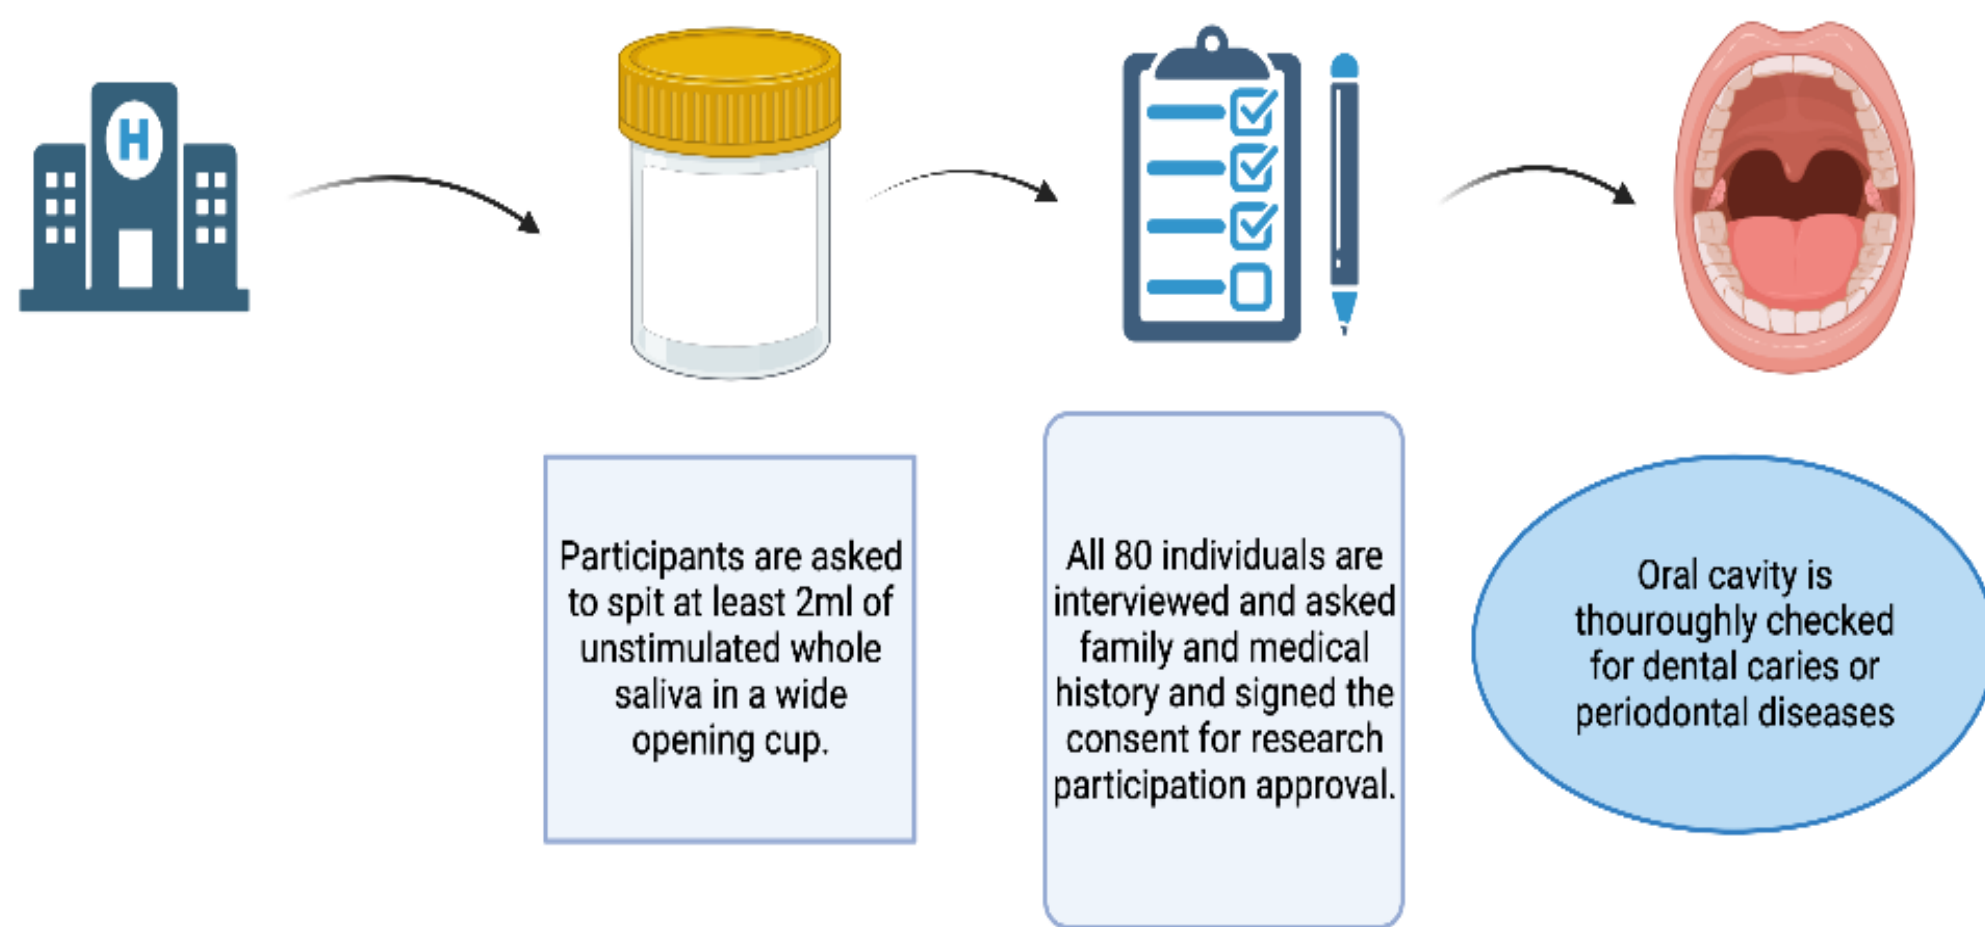 H
Participants are asked
to spit at least 2ml of
unstimulated whole
saliva in a wide
opening cup.
All 80 individuals are
interviewed and asked
family and medical
history and signed the
consent for research
participation approval.
Oral cavity is
thouroughly checked
for dental caries or
periodontal diseases